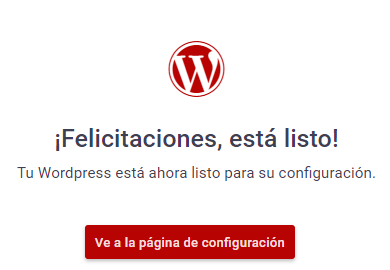 ¡Felicitaciones, está listo!
Tu Wordpress está ahora listo para su configuración.
Ve a la página de configuración